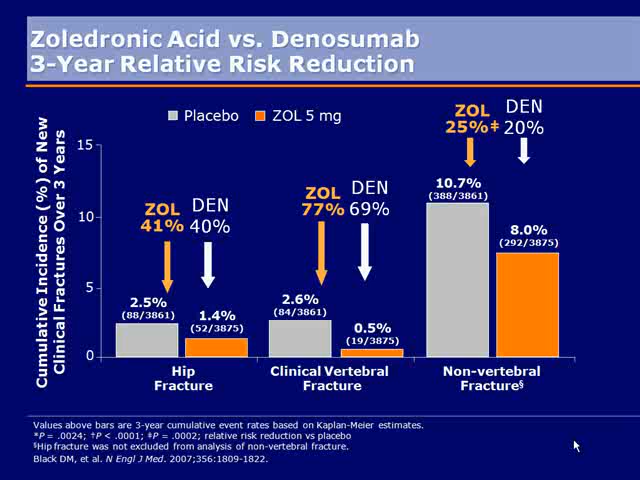 Zoledronic Acid vs. Denosumab
3-Year Relative Risk Reduction
Placebo
ZOL 5 mg
Cumulative Incidence (%) of New
Clinical Fractures Over 3 Years
15
10
5
0
ZOL
41%
DEN
40%
2.5%
(88/3861)
1.4%
(52/3875)
Hip
Fracture
ZOL
77%
DEN
69%
2.6%
(84/3861)
0.5%
(19/3875)
Clinical Vertebral
Fracture
ZOL
25%‡
DEN
20%
10.7%
(388/3861)
8.0%
(292/3875)
Non-vertebral
Fracture§
Values above bars are 3-year cumulative event rates based on Kaplan-Meier estimates.
*P = .0024; †P < .0001; ‡P = .0002; relative risk reduction vs placebo
§Hip fracture was not excluded from analysis of non-vertebral fracture.
Black DM, et al. N Engl J Med. 2007;356:1809-1822.